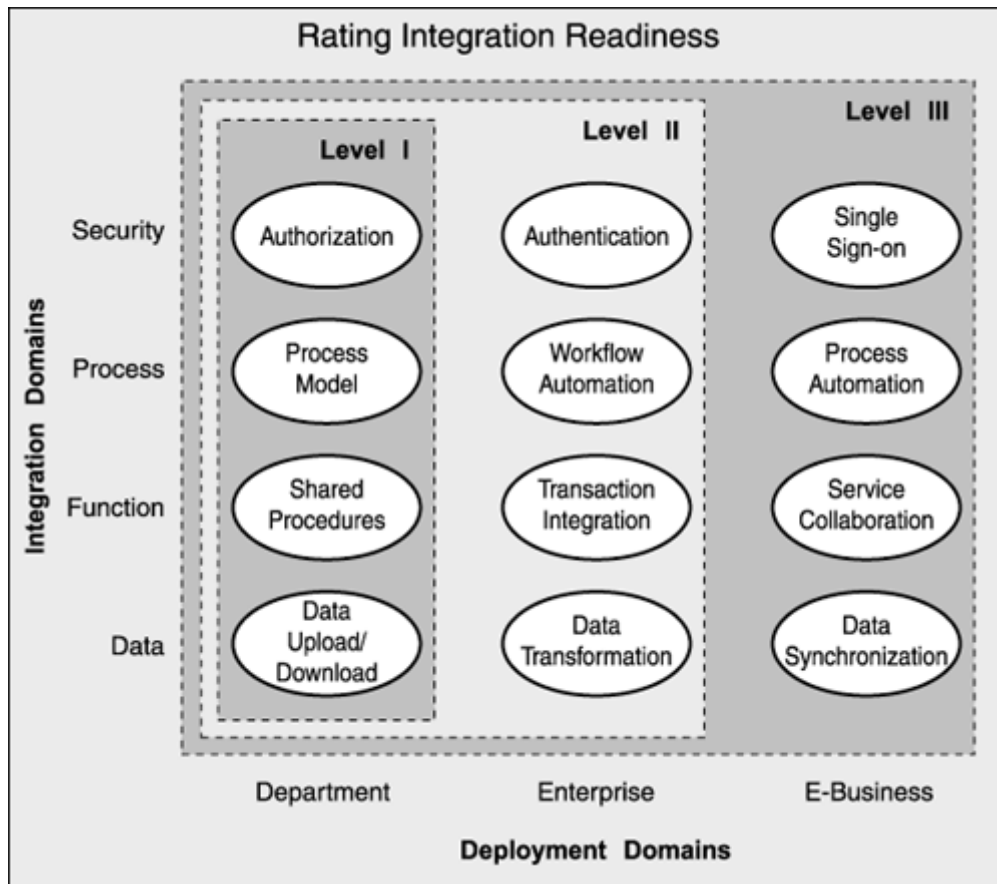 Rating Integration Readiness
Level I
Level II
Level III
Integration Domains
Security
Authorization
Authentication
Single
Sign-on
Process
Process
Model
Workflow
Automation
Process
Automation
Function
Shared
Procedures
Transaction
Integration
Service
Collaboration
Data
Data
Upload/
Download
Data
Transformation
Data
Synchronization
Department
Enterprise
E-Business
Deployment Domains